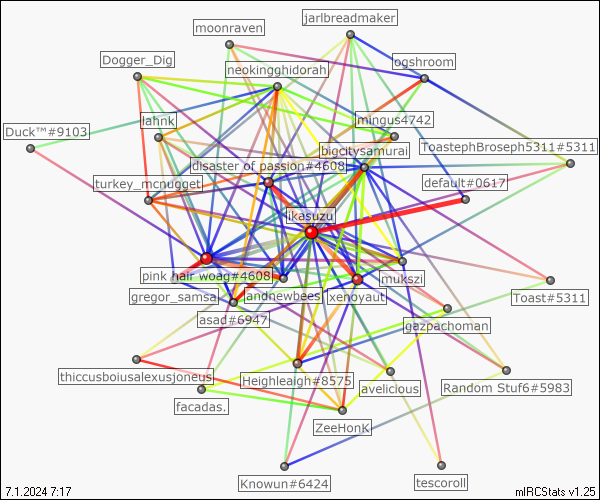 jarlbreadmaker
moonraven
Dogger_Dig
ogshroom
neokingghidorah
lahnk
mingus4742
Duck™#9103
ToastephBroseph5311#5311
bigcitysamurai
disaster of passion#4608
turkey_mcnugget
default#0617
ikasuzu
pink hair woag#4608
mukszi
gregor_samsa
andnewbees
xenoyaut
Toast#5311
asad#6947
gazpachoman
thiccusboiusalexusjoneus
Heighleagh#8575
avelicious
Random Stuf6#5983
facadas.
ZeeHonK
Knowun#6424
tescoroll
7.1.2024 7:17
mIRCStats v1.25